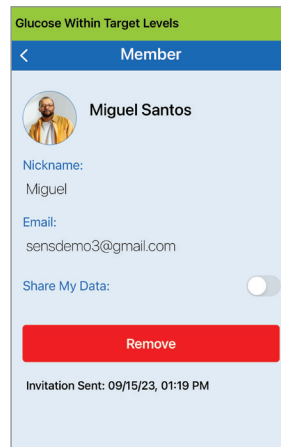 Glucose Within Target Levels
Member
Miguel Santos
Nickname:
Miguel
Email:
sensdemo3@gmail.com
Share My Data:
Remove
Invitation Sent: 09/15/23, 01:19 PM